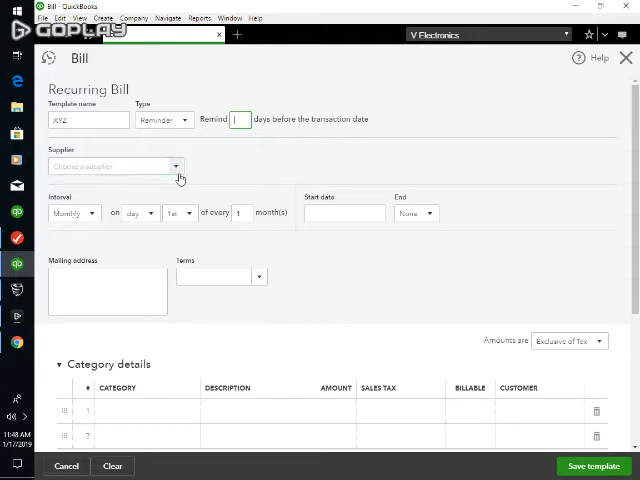 Bill - QuickBooks
File Edit View Create Company Navigate Reports Window Help
GOPLAY
V Flectronics
Bill
Help
Recurring Bill
Template name Type
XYZ Reminder Remind days before the transaction date
Supplier
Choose a supplier
Interval Start date End
Monthly on day 1st of every 1 month(s) None
Mailing address Terms
Amounts are Exclusive of Tax
Category details
# CATEGORY DESCRIPTION AMOUNT SALES TAX BILLABLE CUSTOMER
1
2
11:48 AM
1/17/2019
Cancel Clear Save template